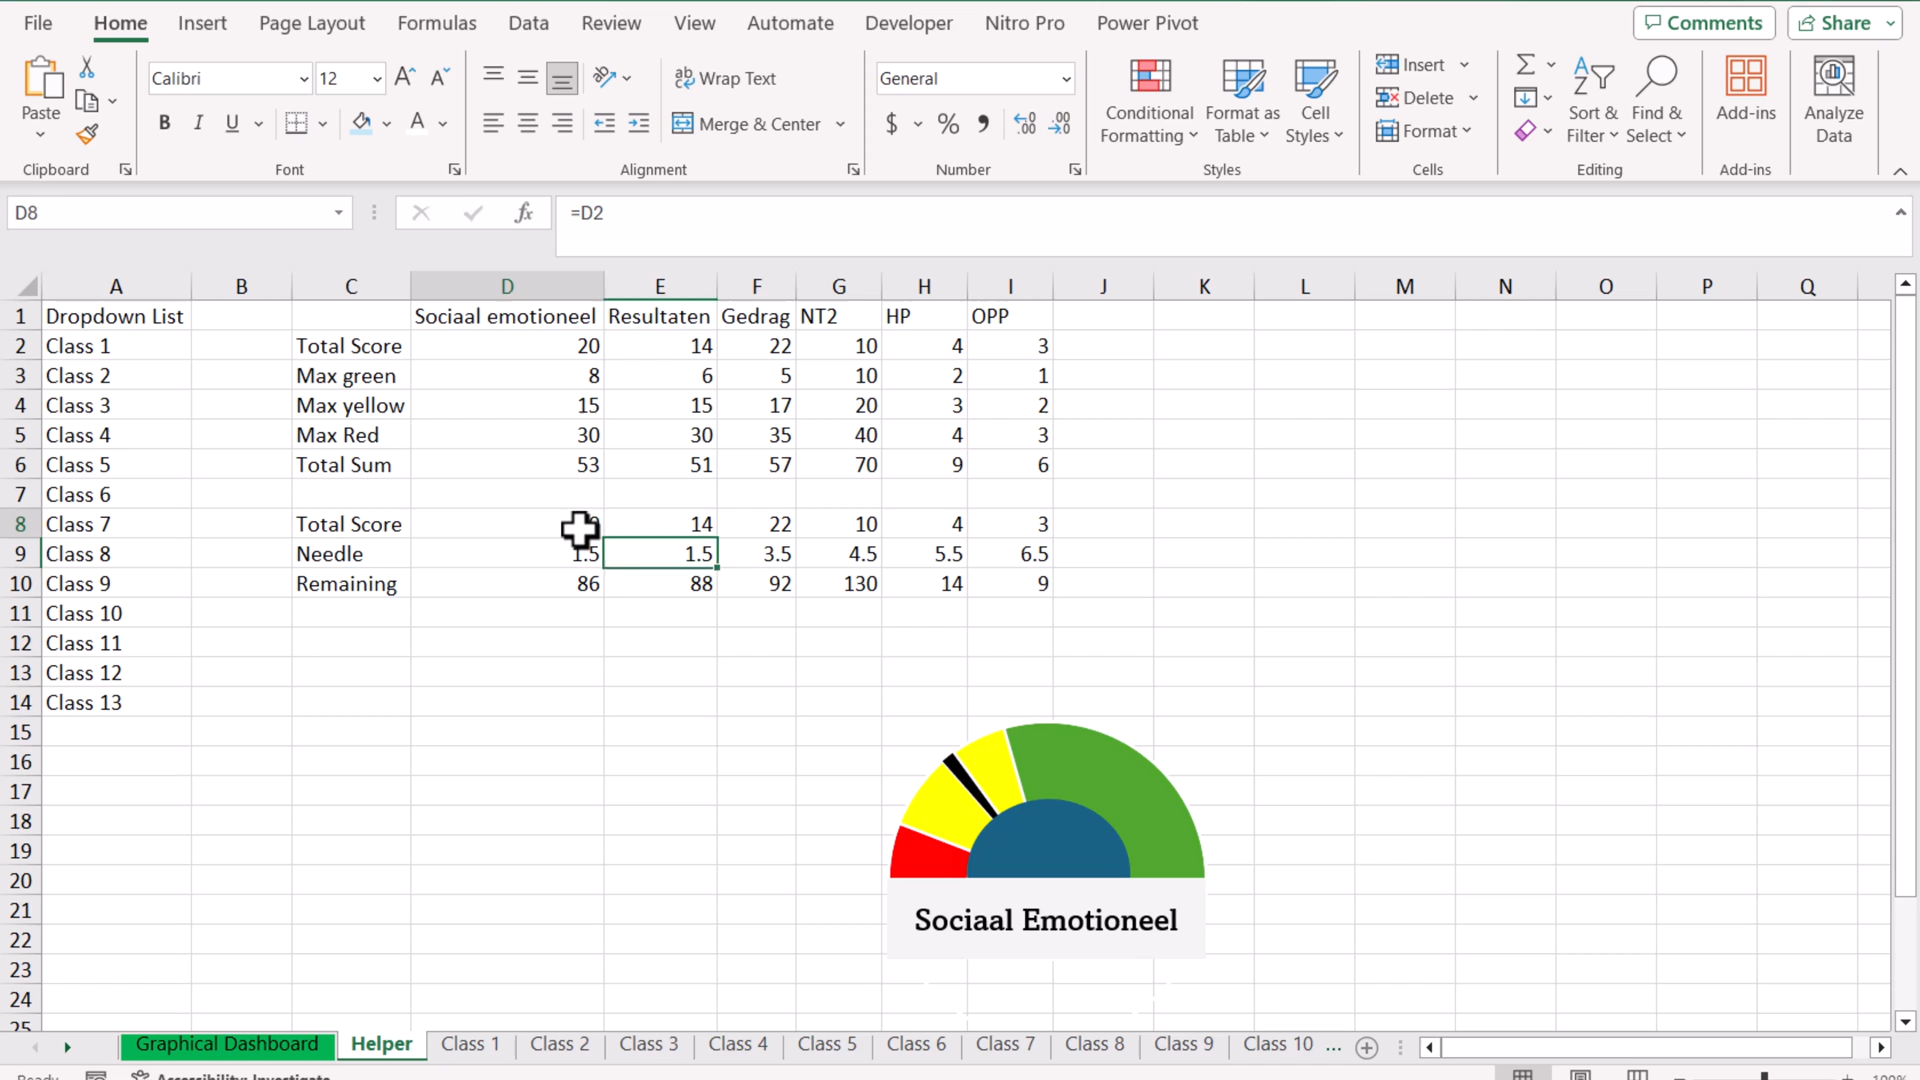 File Home Insert Page Layout Formulas Data Review View Automate Developer Nitro Pro Power Pivot Comments Share
Paste
Clipboard
Calibri 12
B I U
Font
Wrap Text
Merge & Center
Alignment
General
$ %
Number
Conditional Formatting
Format as Table
Cell Styles
Styles
Insert
Delete
Format
Cells
Sort & Filter
Find & Select
Editing
Add-ins
Add-ins
Analyze Data
D8 fx =D2
A B C D E F G H I J K L M N O P Q
1 Dropdown List Sociaal emotioneel Resultaten Gedrag NT2 HP OPP
2 Class 1 Total Score 20 14 22 10 4 3
3 Class 2 Max green 8 6 5 10 2 1
4 Class 3 Max yellow 15 15 17 20 3 2
5 Class 4 Max Red 30 30 35 40 4 3
6 Class 5 Total Sum 53 51 57 70 9 6
7 Class 6
8 Class 7 Total Score 14 22 10 4 3
9 Class 8 Needle 1.5 1.5 3.5 4.5 5.5 6.5
10 Class 9 Remaining 86 88 92 130 14 9
11 Class 10
12 Class 11
13 Class 12
14 Class 13
15
16
17
18
19
20
21
22
23
24
25
Sociaal Emotioneel
Graphical Dashboard Helper Class 1 Class 2 Class 3 Class 4 Class 5 Class 6 Class 7 Class 8 Class 9 Class 10 ...
Ready Accessibility: Investigate 100%